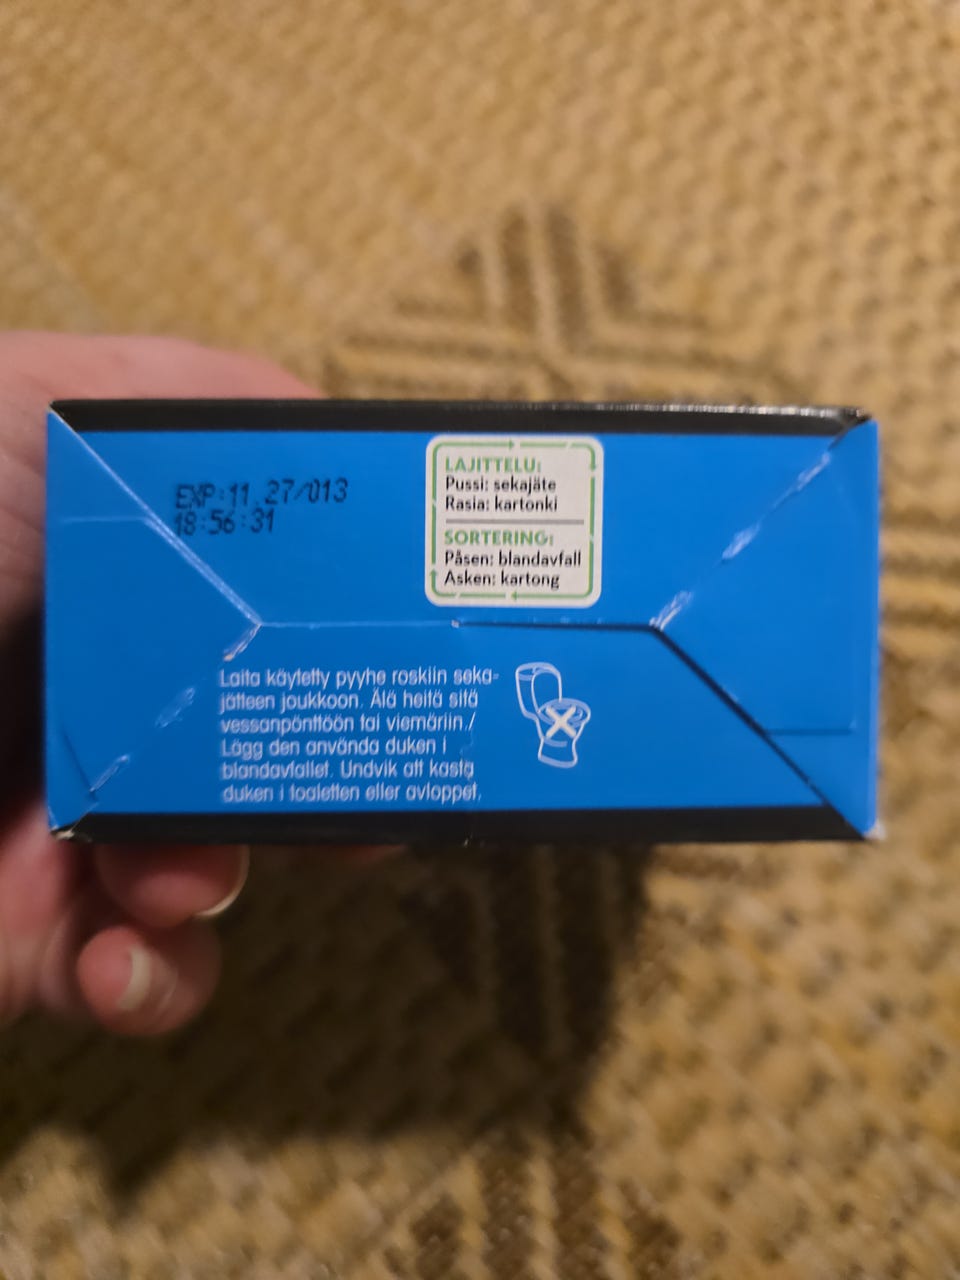 EXP:11.27/013
18:56:31
LAJITTELU:
Pussi: sekajäte
Rasia: kartonki
SORTERING:
Påsen: blandavfall
Asken: kartong
Laita käytetty pyyhe roskiin seka-
jätteen joukkoon. Älä heitä sitä
vessanpönttöön tai viemäriin./
Lägg den använda duken i
blandavfallet. Undvik att kasta
duken i toaletten eller avloppet.